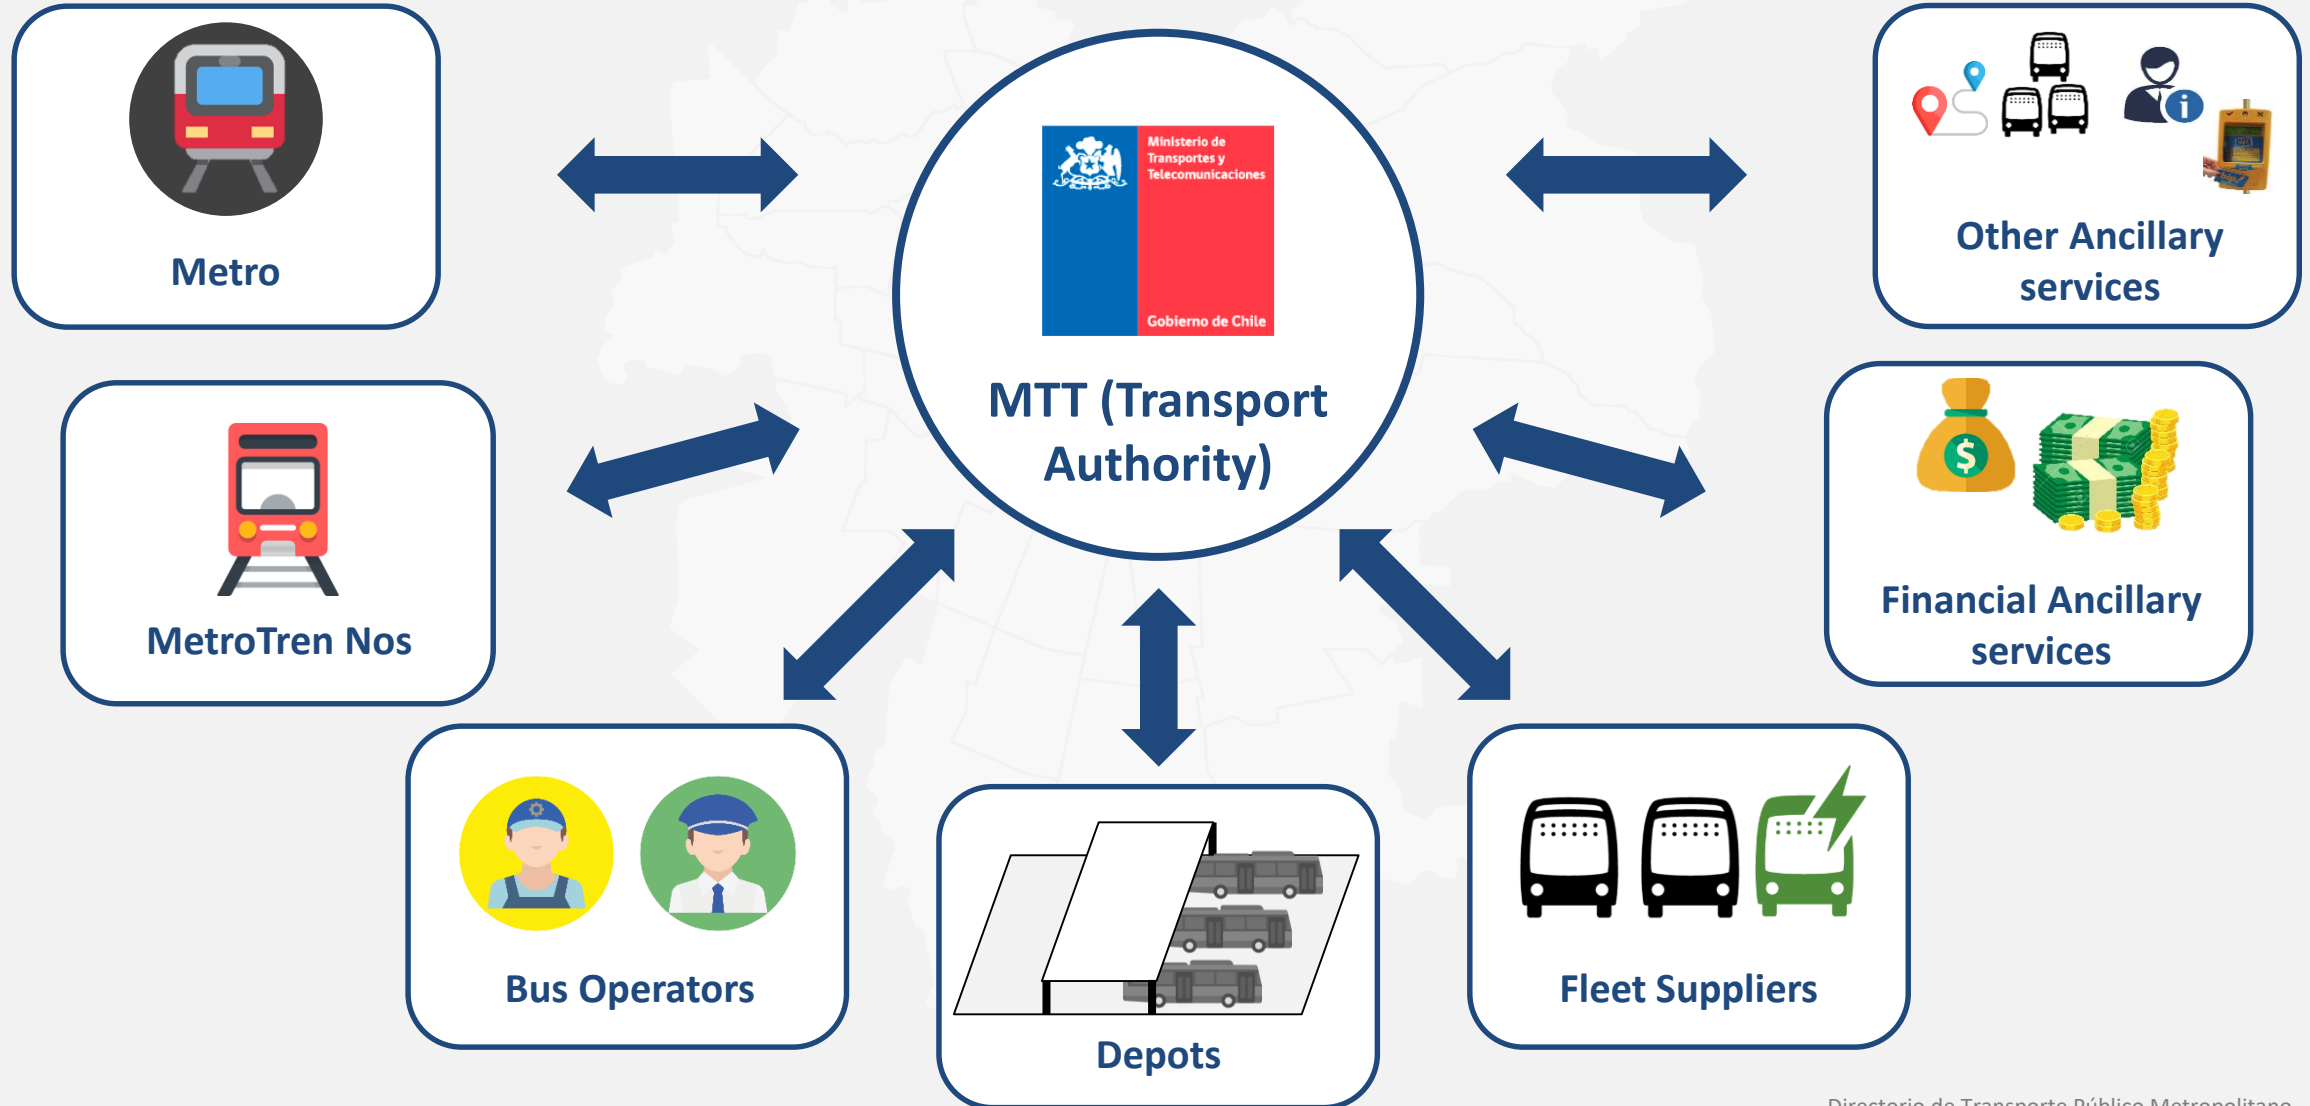 Metro
Ministerio de
Transportes y
Telecomunicaciones
Gobierno de Chile
MTT (Transport
Authority)
Other Ancillary
services
MetroTren Nos
Financial Ancillary
services
Bus Operators
Depots
Fleet Suppliers
Directorio de Transporte Público Metropolitano